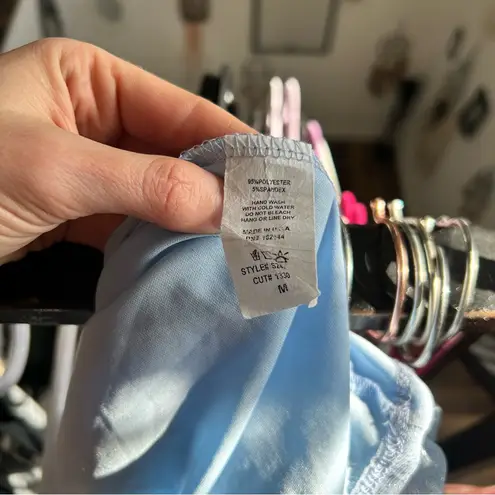 95%POLYESTER
5%SPANDEX
HAND WASH
WITH COLD WATER
DO NOT BLEACH
HANG OR LINE DRY
MADE IN U.S.A
STYLE#
CUT#
M